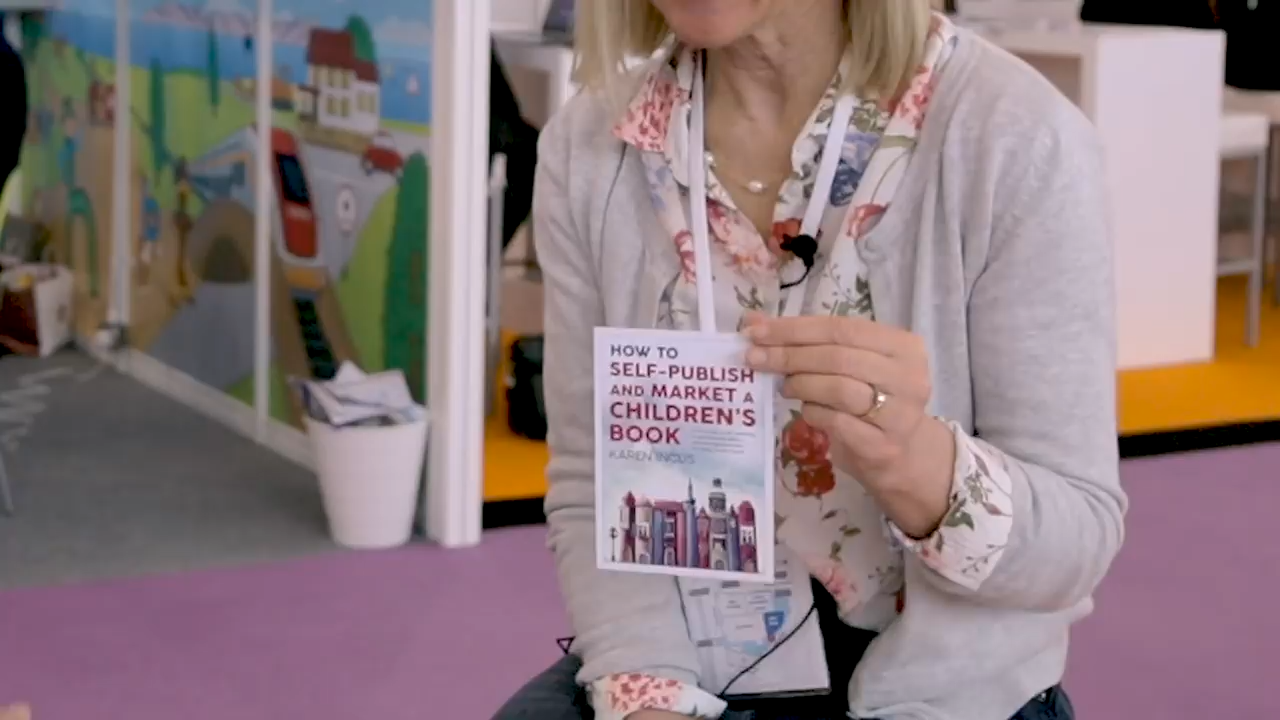 HOW TO
SELF-PUBLISH
AND MARKET A
CHILDREN'S
BOOK
KAREN INGLIS